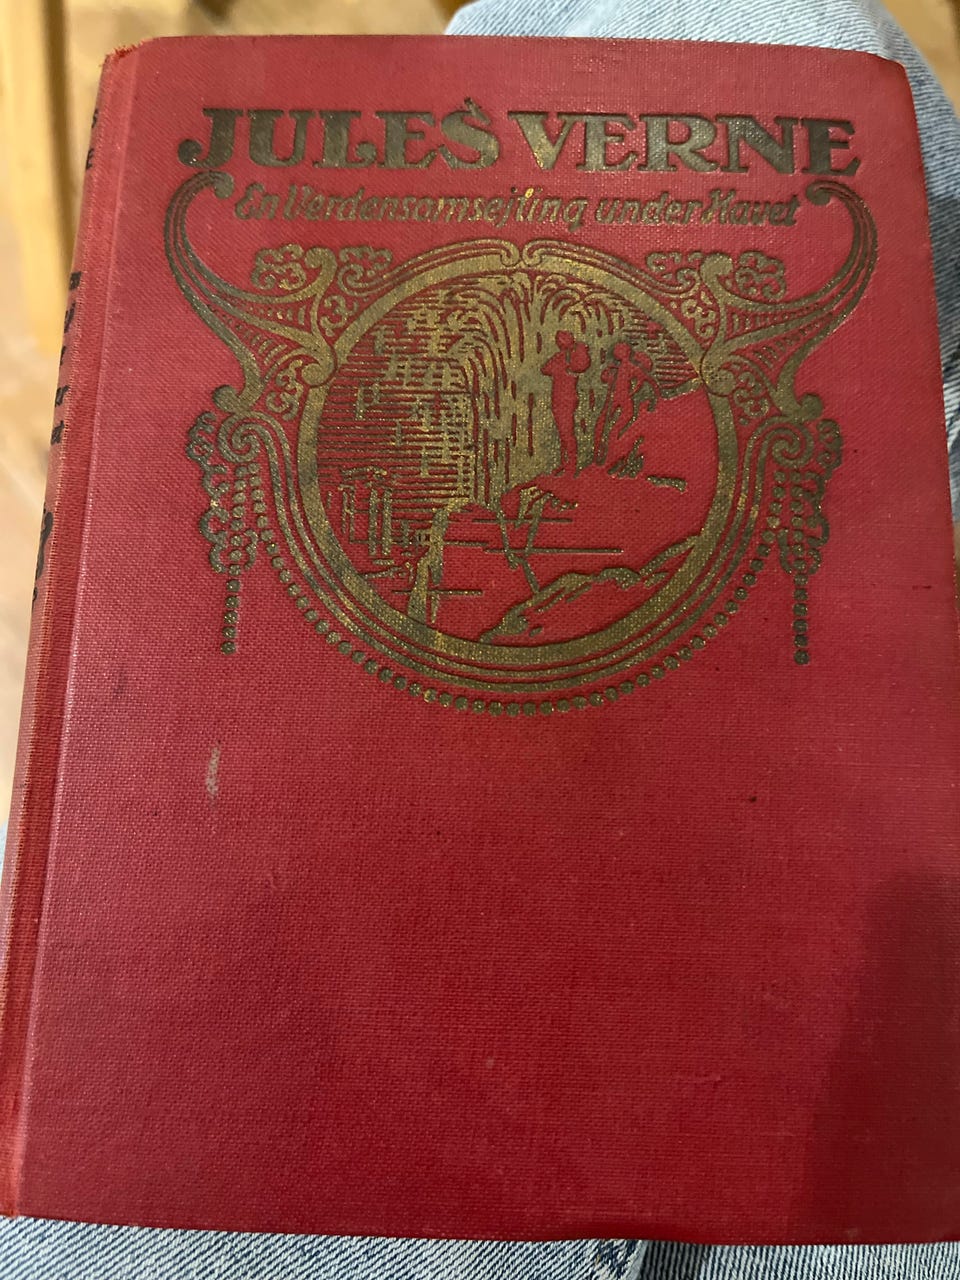 JULES VERNE
En Verdensomsejling under Havet